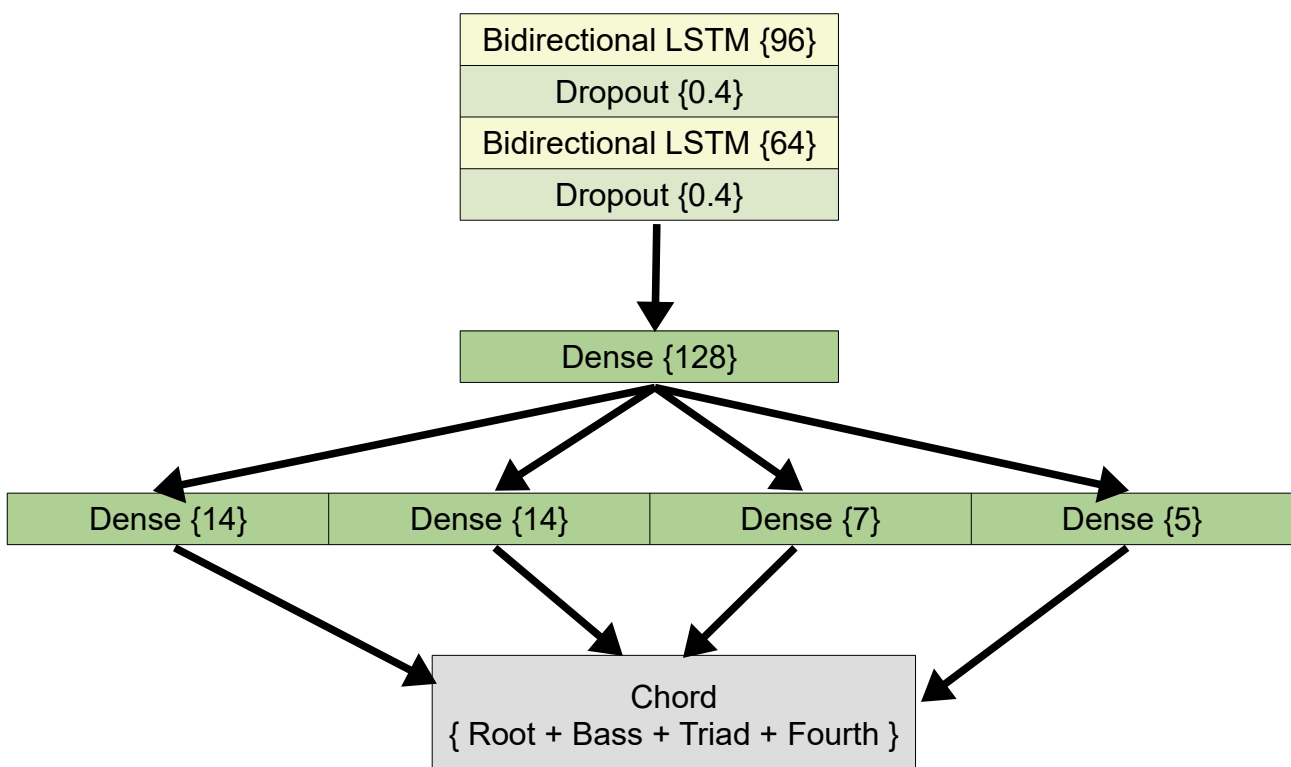 Bidirectional LSTM {96}
Dropout {0.4}
Bidirectional LSTM {64}
Dropout {0.4}
Dense {128}
Dense {14}
Dense {14}
Dense {7}
Dense {5}
Chord
{ Root + Bass + Triad + Fourth }